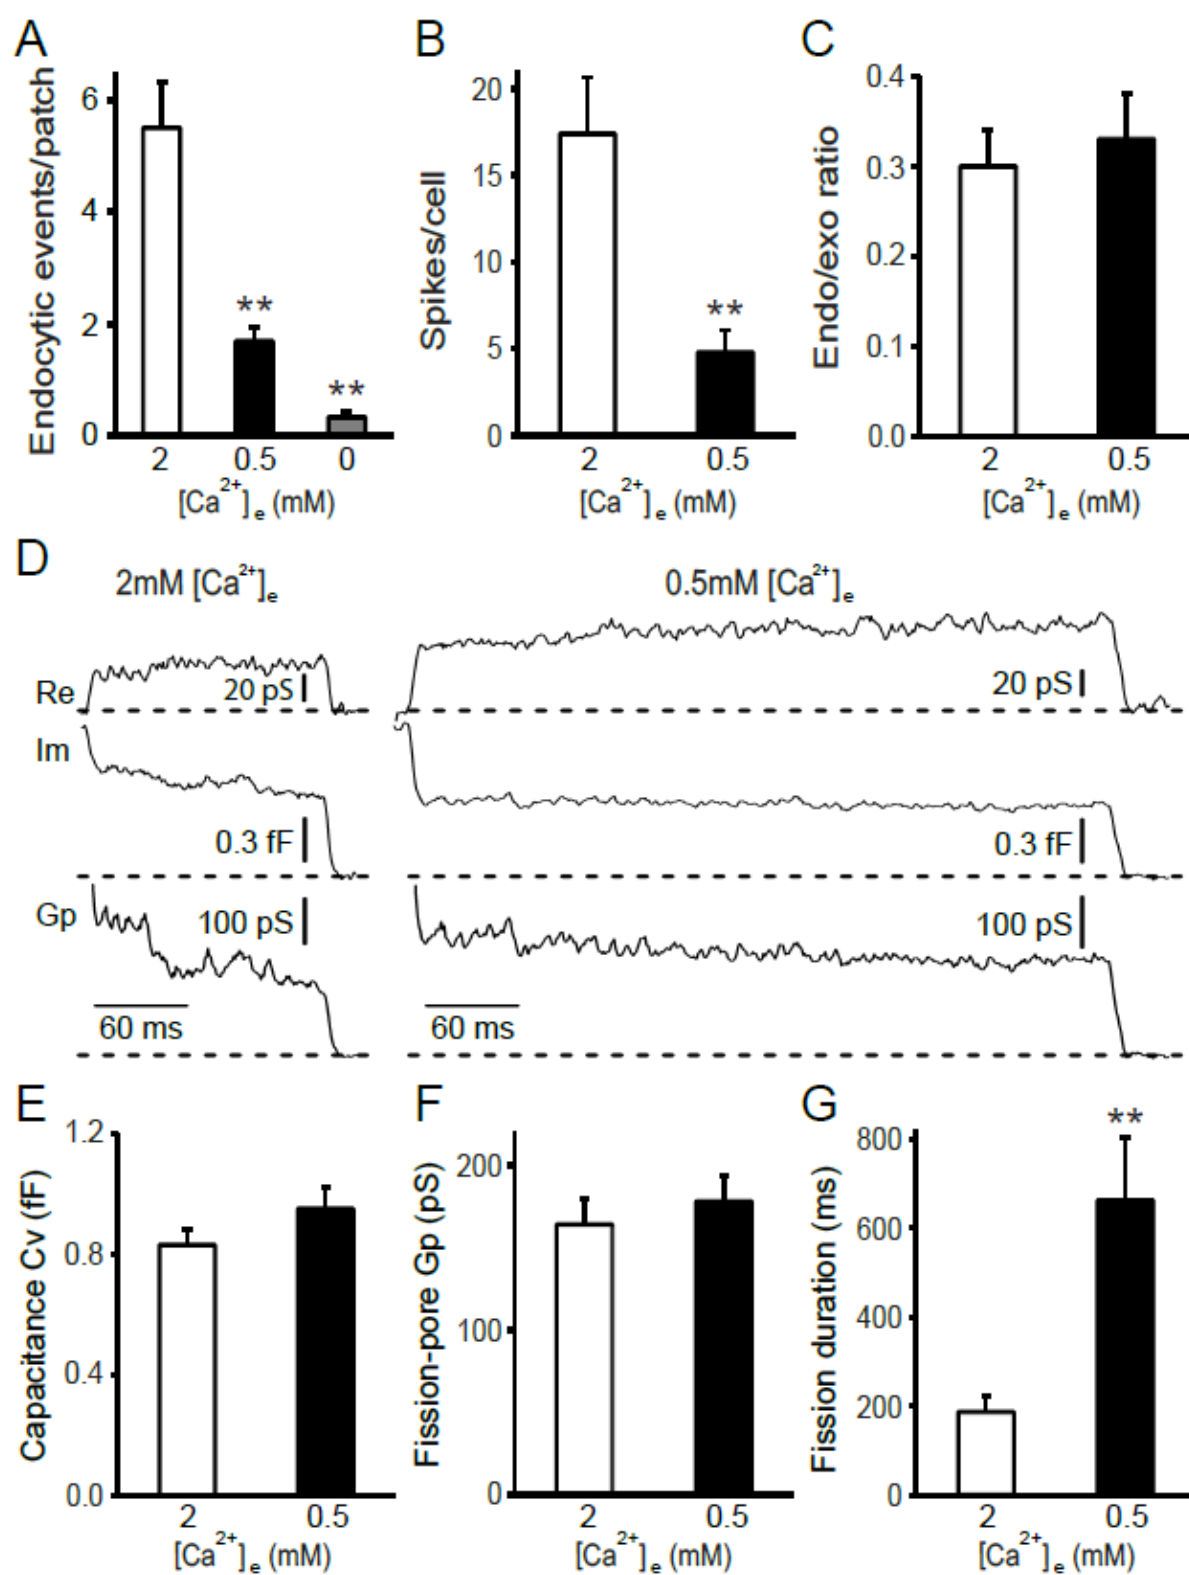 A
Endocytic events/patch
6
4
2
0
**
**
2 0.5 0
[Ca²⁺]ₑ (mM)
B
Spikes/cell
20
15
10
5
0
**
2 0.5
[Ca²⁺]ₑ (mM)
C
Endo/exo ratio
0.4
0.3
0.2
0.1
0.0
2 0.5
[Ca²⁺]ₑ (mM)
D
2mM [Ca²⁺]ₑ
0.5mM [Ca²⁺]ₑ
Re
20 pS
20 pS
Im
0.3 fF
0.3 fF
Gp
100 pS
100 pS
60 ms
60 ms
E
Capacitance Cv (fF)
1.2
0.8
0.4
0.0
2 0.5
[Ca²⁺]ₑ (mM)
F
Fission-pore Gp (pS)
200
100
0
2 0.5
[Ca²⁺]ₑ (mM)
G
Fission duration (ms)
800
600
400
200
0
**
2 0.5
[Ca²⁺]ₑ (mM)